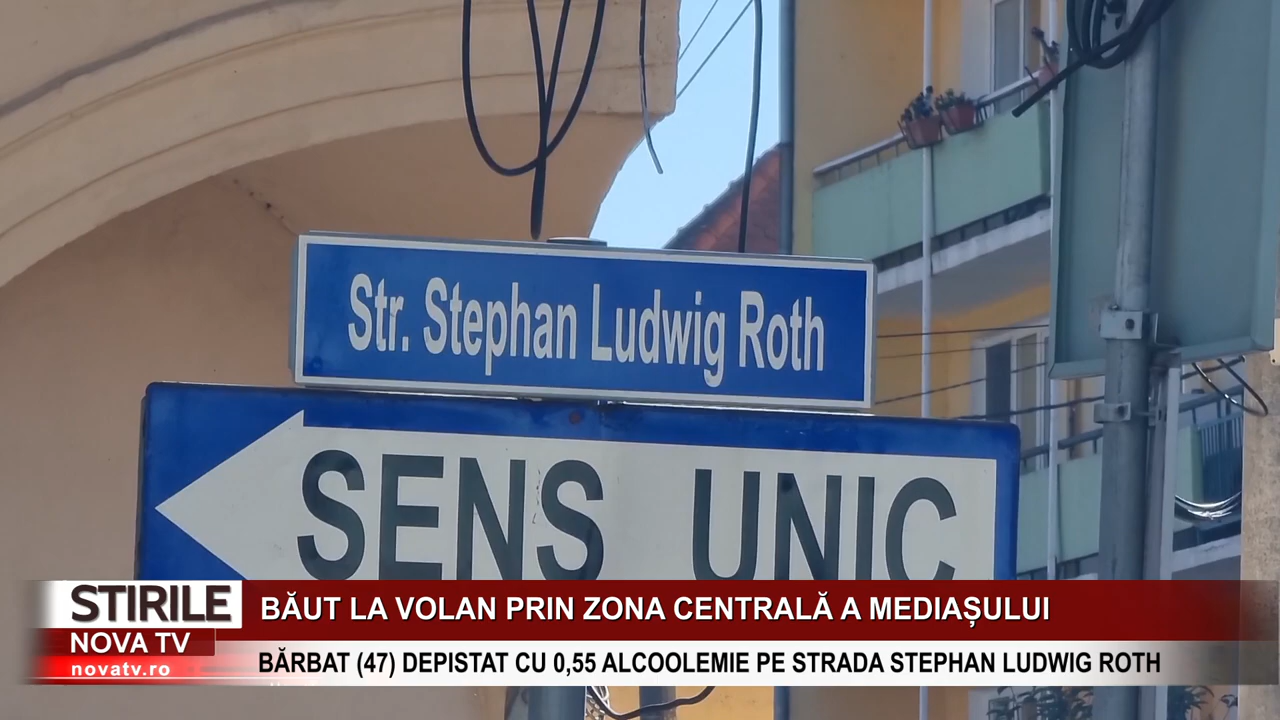 Str. Stephan Ludwig Roth
SENS UNIC
STIRILE
NOVA TV
novatv.ro
BĂUT LA VOLAN PRIN ZONA CENTRALĂ A MEDIAȘULUI
BĂRBAT (47) DEPISTAT CU 0,55 ALCOOLEMIE PE STRADA STEPHAN LUDWIG ROTH